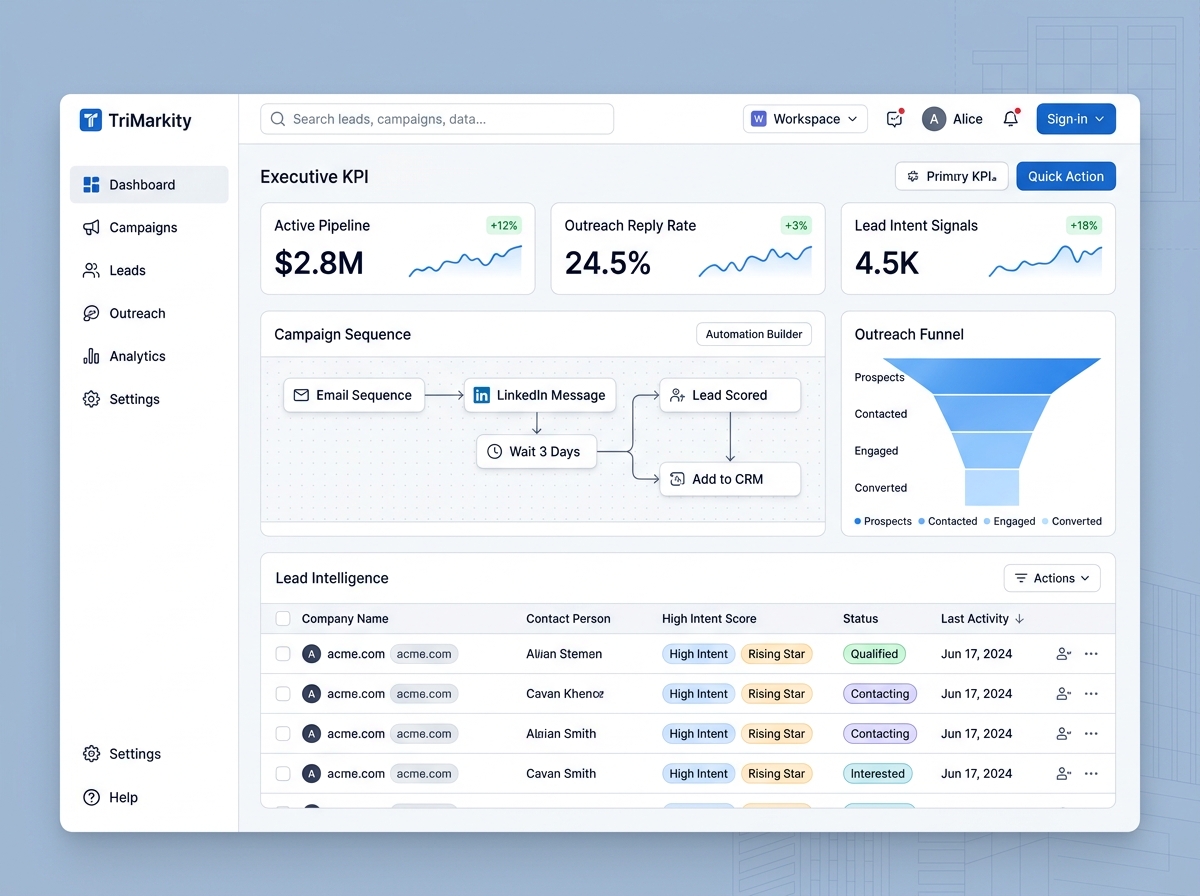 TriMarkity
Search leads, campaigns, data...
W Workspace
A Alice
Sign-in
Dashboard
Campaigns
Leads
Outreach
Analytics
Settings
Settings
Help
Executive KPI
Quick Action
Active Pipeline
+12%
$2.8M
Outreach Reply Rate
+3%
24.5%
Lead Intent Signals
+18%
4.5K
Campaign Sequence
Automation Builder
Email Sequence
in LinkedIn Message
Wait 3 Days
Lead Scored
Add to CRM
Outreach Funnel
Prospects
Contacted
Engaged
Converted
Prospects Contacted Engaged Converted
Lead Intelligence
Actions
Company Name Contact Person High Intent Score Status Last Activity
A acme.com acme.com Steman High Intent Rising Star Qualified Jun 17, 2024
A acme.com acme.com Cavan High Intent Rising Star Contacting Jun 17, 2024
A acme.com acme.com Smith High Intent Rising Star Contacting Jun 17, 2024
A acme.com acme.com Cavan Smith High Intent Rising Star Interested Jun 17, 2024